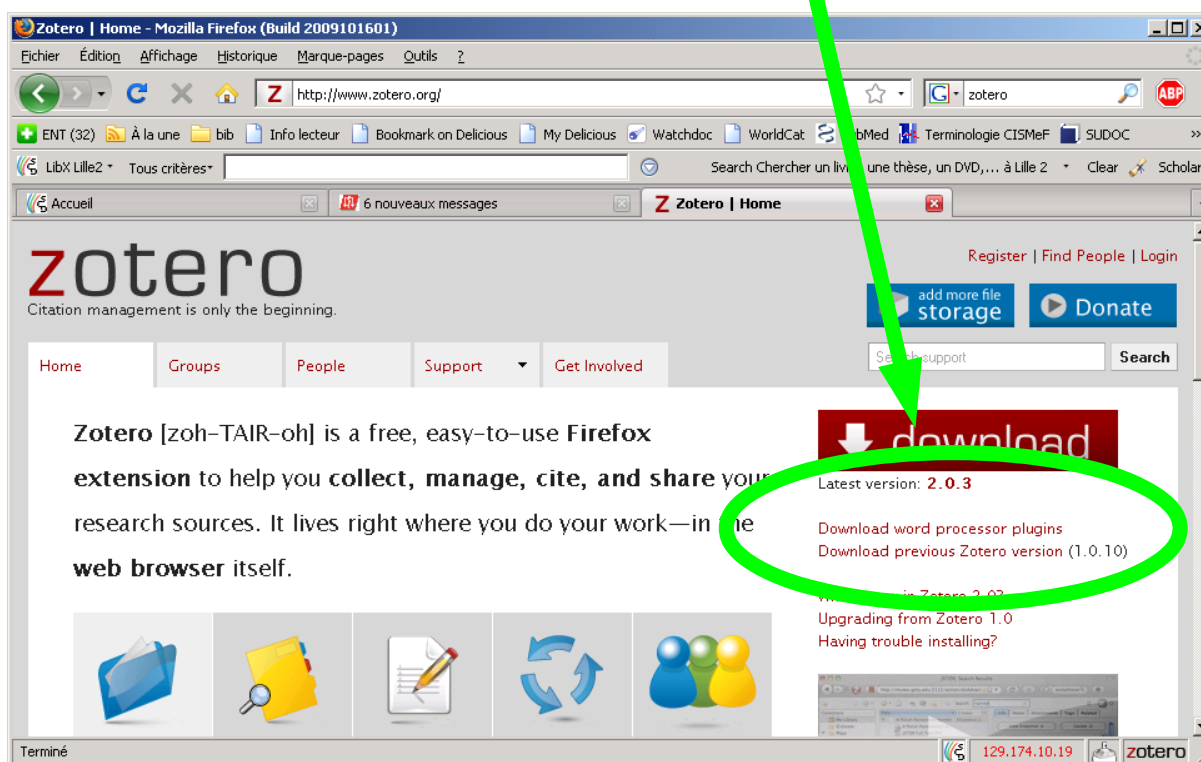 Zotero | Home - Mozilla Firefox (Build 2009101601)
Fichier Édition Affichage Historique Marque-pages Outils ?
Z http://www.zotero.org/ G zotero ABP
ENT (32) À la une bib Info lecteur Bookmark on Delicious My Delicious Watchdoc WorldCat Terminologie CISMeF SUDOC »
LibX Lille2 Tous critères Search Chercher un une thèse, un DVD,... à Lille 2 Clear Scholar
Accueil 6 nouveaux messages Z Zotero | Home
Register | Find People | Login
zotero
Citation management is only the beginning.
add more file storage
Donate
Search support Search
Home Groups People Support Get Involved
Zotero [zoh-TAIR-oh] is a free, easy-to-use Firefox
extension to help you collect, manage, cite, and share your
research sources. It lives right where you do your work—in the
web browser itself.
download
Latest version: 2.0.3
Download word processor plugins
Download previous Zotero version (1.0.10)
in Zotero 2.0?
Upgrading from Zotero 1.0
Having trouble installing?
Terminé 129.174.10.19 zotero